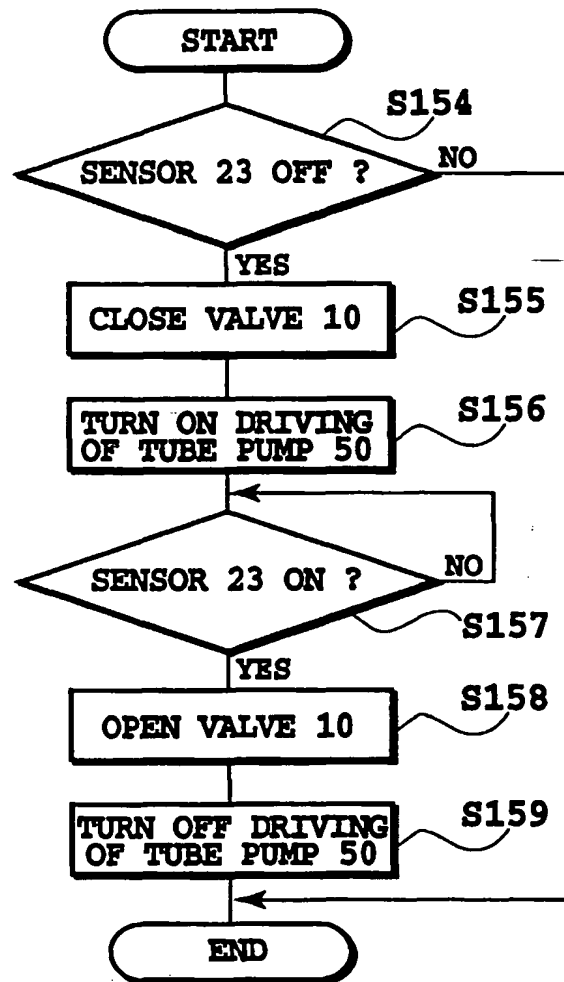 START
S154
SENSOR 23 OFF ?
NO
YES
S155
CLOSE VALVE 10
S156
TURN ON DRIVING
OF TUBE PUMP 50
SENSOR 23 ON ?
NO
S157
YES
S158
OPEN VALVE 10
S159
TURN OFF DRIVING
OF TUBE PUMP 50
END